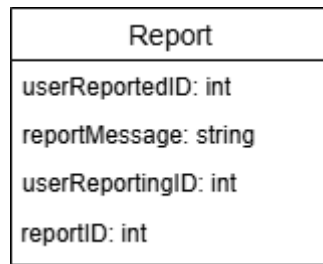 Report
userReportedID: int
reportMessage: string
userReportingID: int
reportID: int